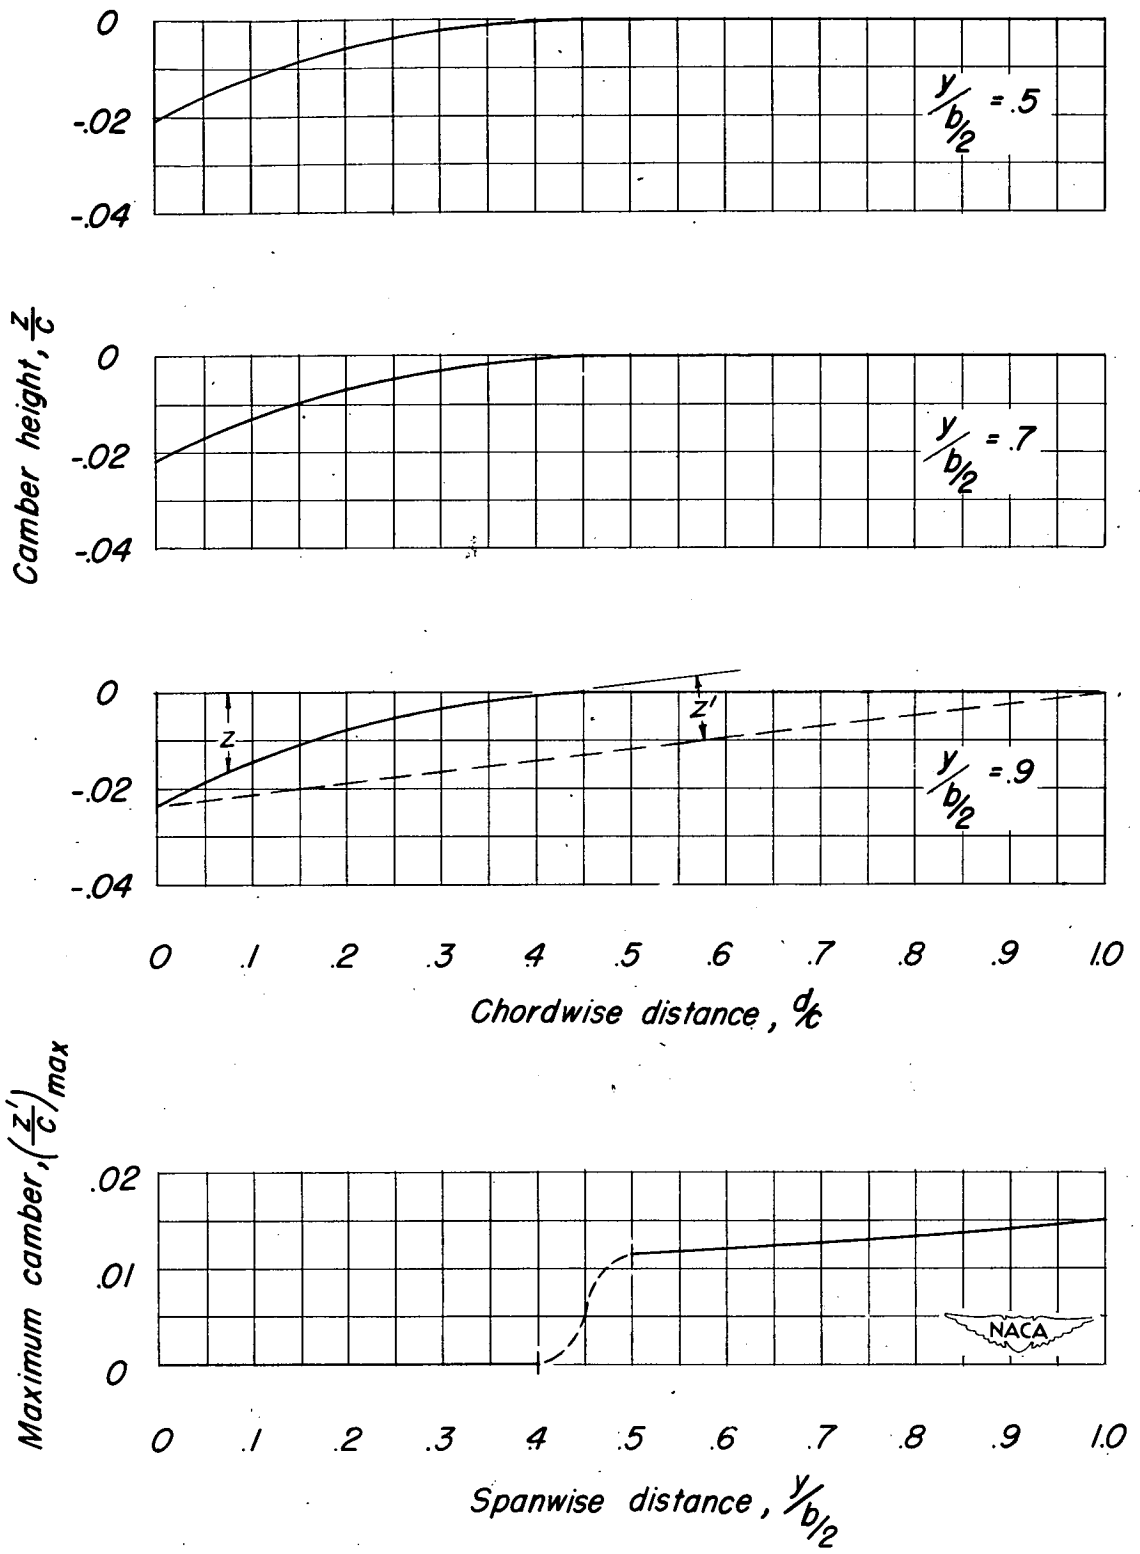 0
-.02
-.04
y/b/2 = .5
Camber height, z/c
0
-.02
-.04
y/b/2 = .7
0
-.02
-.04
z
z'
y/b/2 = .9
0 .1 .2 .3 .4 .5 .6 .7 .8 .9 1.0
Chordwise distance, d/c
Maximum camber, (z'/c)max
.02
.01
0
NACA
0 .1 .2 .3 .4 .5 .6 .7 .8 .9 1.0
Spanwise distance, y/b/2